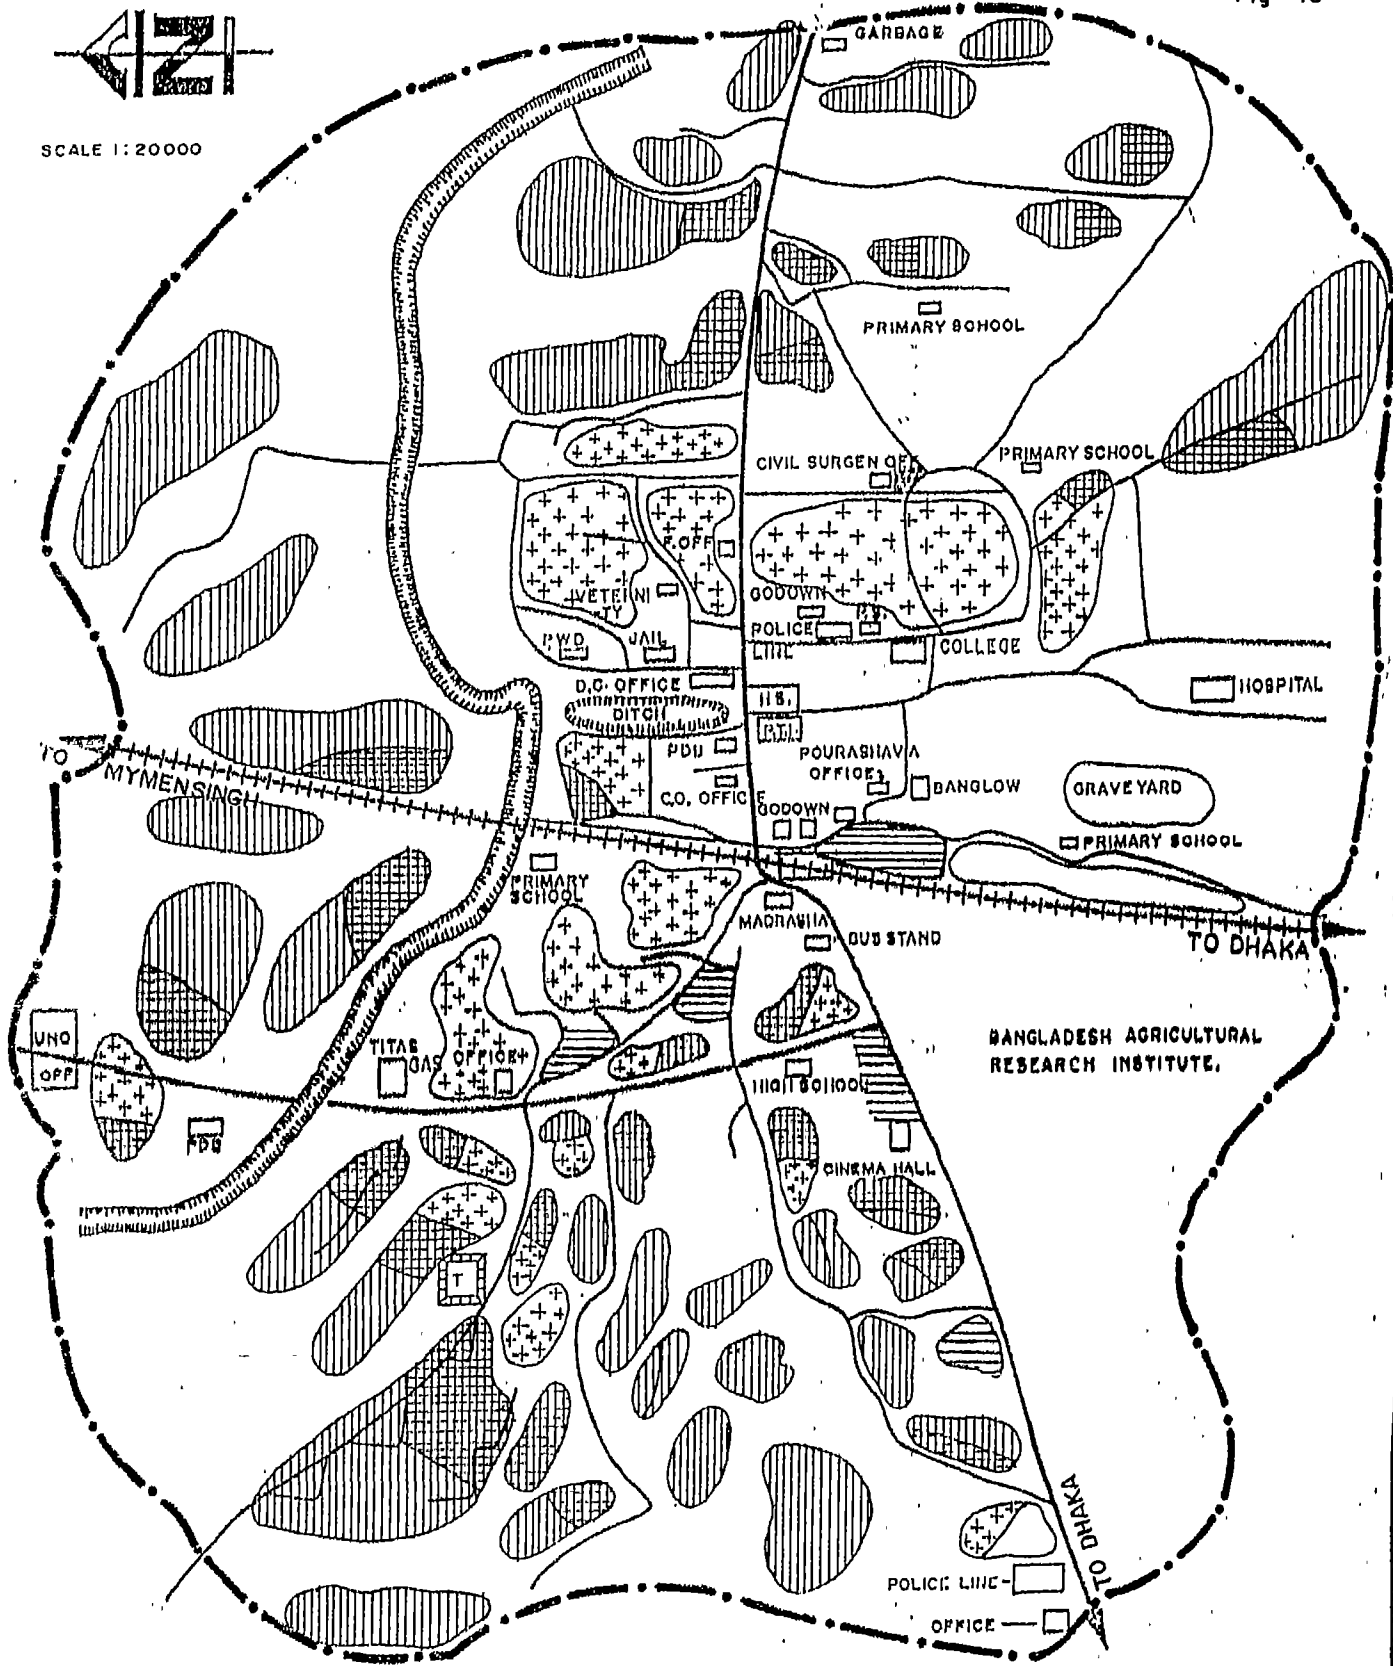 GARBAGE
SCALE 1:20000
PRIMARY SCHOOL
CIVIL SURGEN OFF
PRIMARY SCHOOL
F.OFF
VETERNI
TY
GODOWN
POLICE
LINE
P.W.D
JAIL
COLLEGE
D.C. OFFICE
DITCH
H.S.
HOSPITAL
PDB
POURASHAVA
OFFICE
C.O. OFFICE
BANGLOW
GRAVEYARD
GODOWN
TO
MYMENSINGH
PRIMARY SCHOOL
PRIMARY
SCHOOL
MADRASHA
BUS STAND
TO DHAKA
BANGLADESH AGRICULTURAL
RESEARCH INSTITUTE.
UNO
OFF
TITAS
GAS
OFFICE
HIGH SCHOOL
PDB
CINEMA HALL
T
TO DHAKA
POLICE LINE
OFFICE